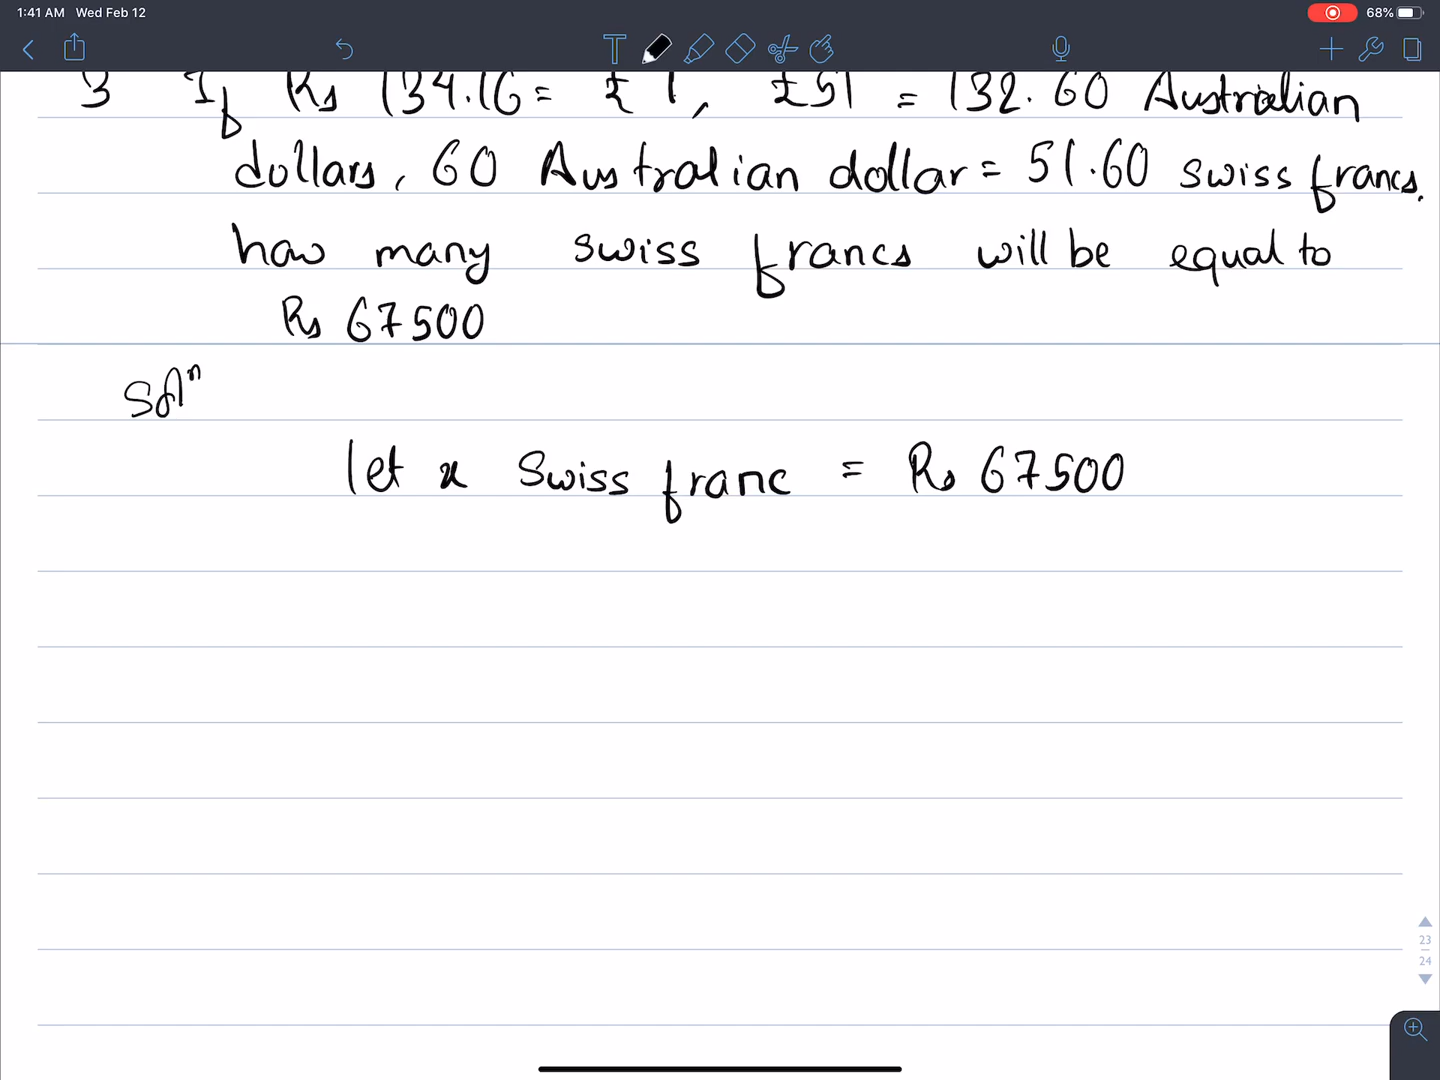 1:41 AM Wed Feb 12
68%
3 If Rs 134.16 = £ 1, £51 = 132.60 Australian
dollars, 60 Australian dollar = 51.60 swiss francs.
how many swiss francs will be equal to
Rs 67500
Solⁿ
let x Swiss franc = Rs 67500
23
24